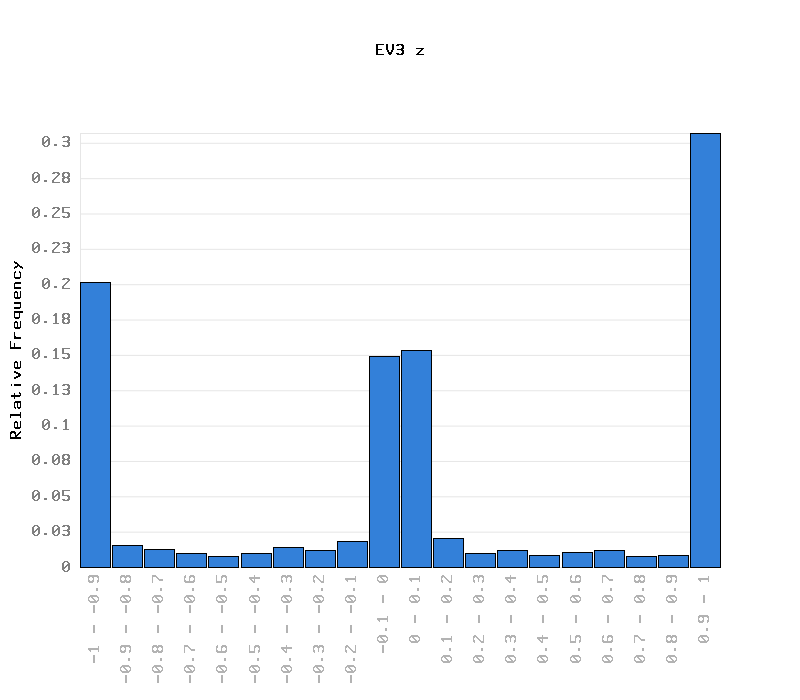 EV3 z
Relative Frequency
0.3
0.28
0.25
0.23
0.2
0.18
0.15
0.13
0.1
0.08
0.05
0.03
0
-1 - -0.9
-0.9 - -0.8
-0.8 - -0.7
-0.7 - -0.6
-0.6 - -0.5
-0.5 - -0.4
-0.4 - -0.3
-0.3 - -0.2
-0.2 - -0.1
-0.1 - 0
0 - 0.1
0.1 - 0.2
0.2 - 0.3
0.3 - 0.4
0.4 - 0.5
0.5 - 0.6
0.6 - 0.7
0.7 - 0.8
0.8 - 0.9
0.9 - 1